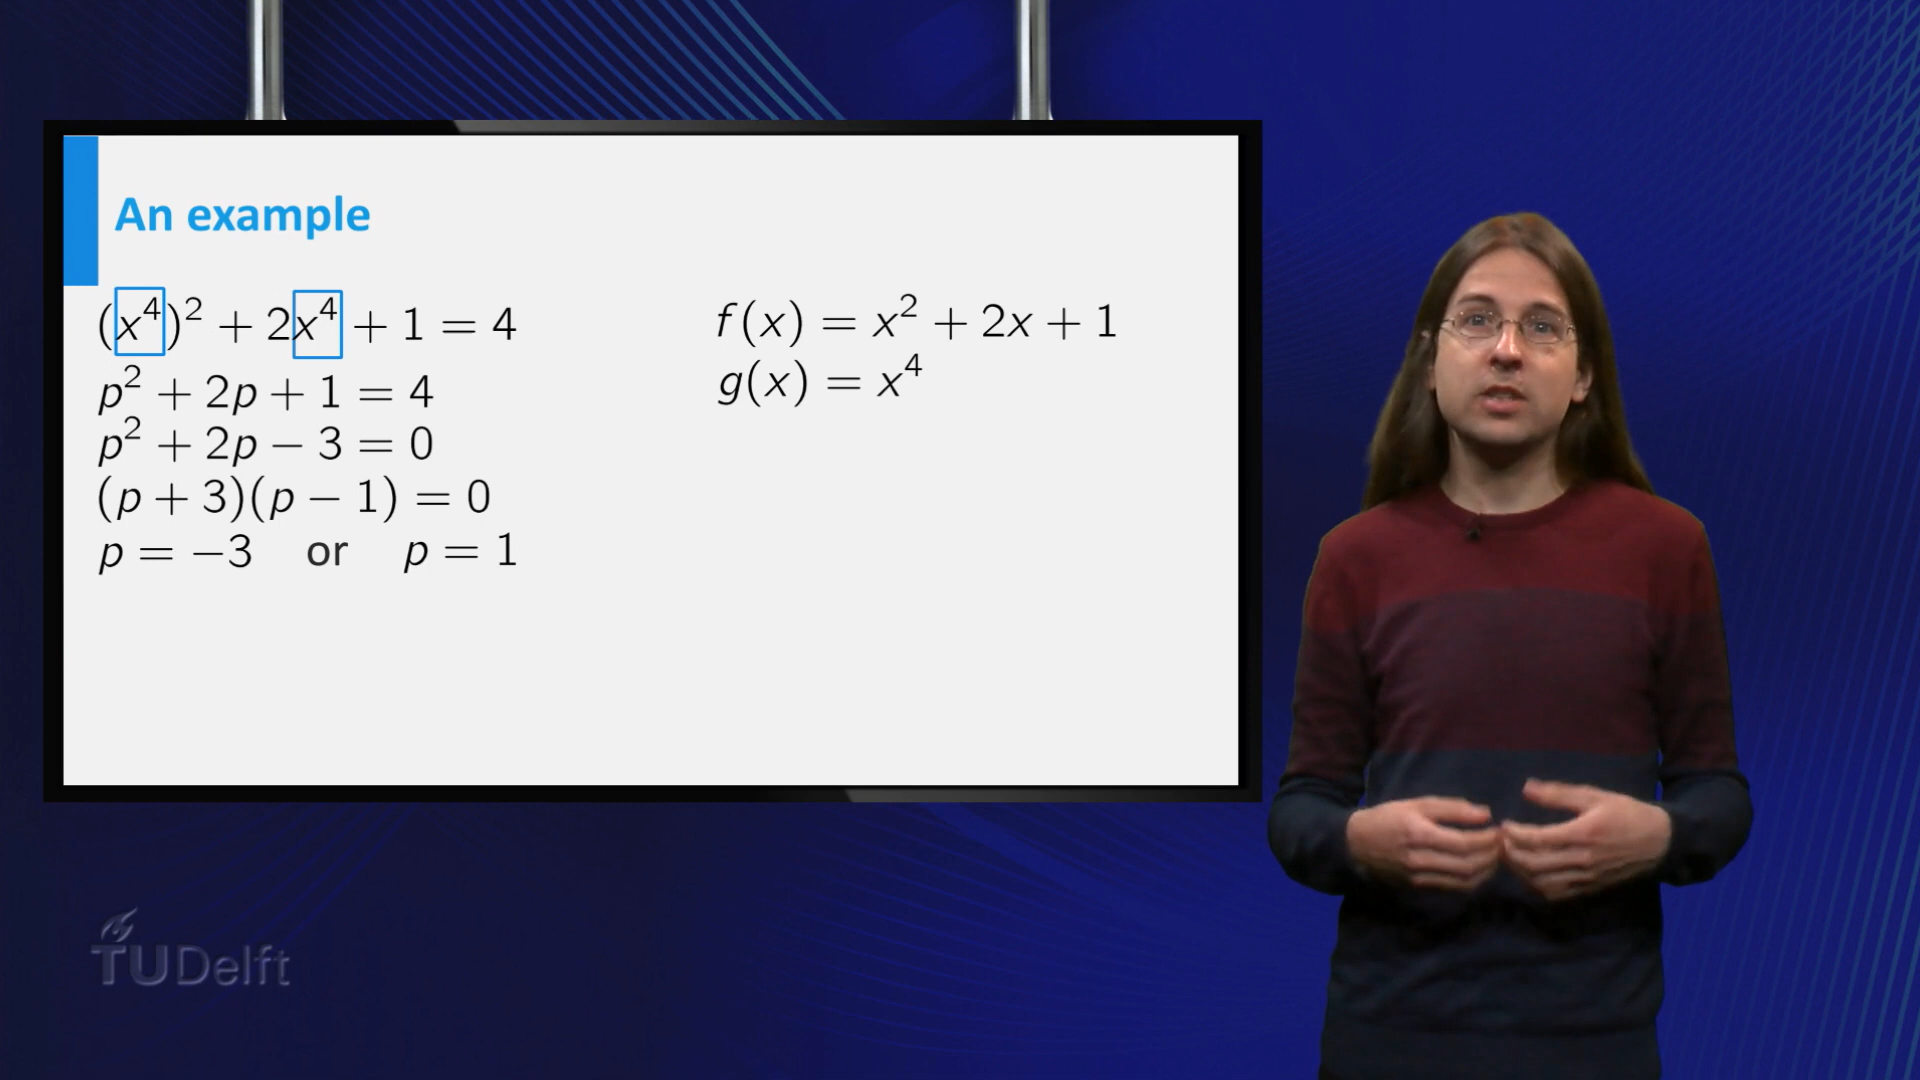 An example
(x⁴)² + 2x⁴ + 1 = 4
p² + 2p + 1 = 4
p² + 2p − 3 = 0
(p + 3)(p − 1) = 0
p = −3 or p = 1
f(x) = x² + 2x + 1
g(x) = x⁴
TUDelft